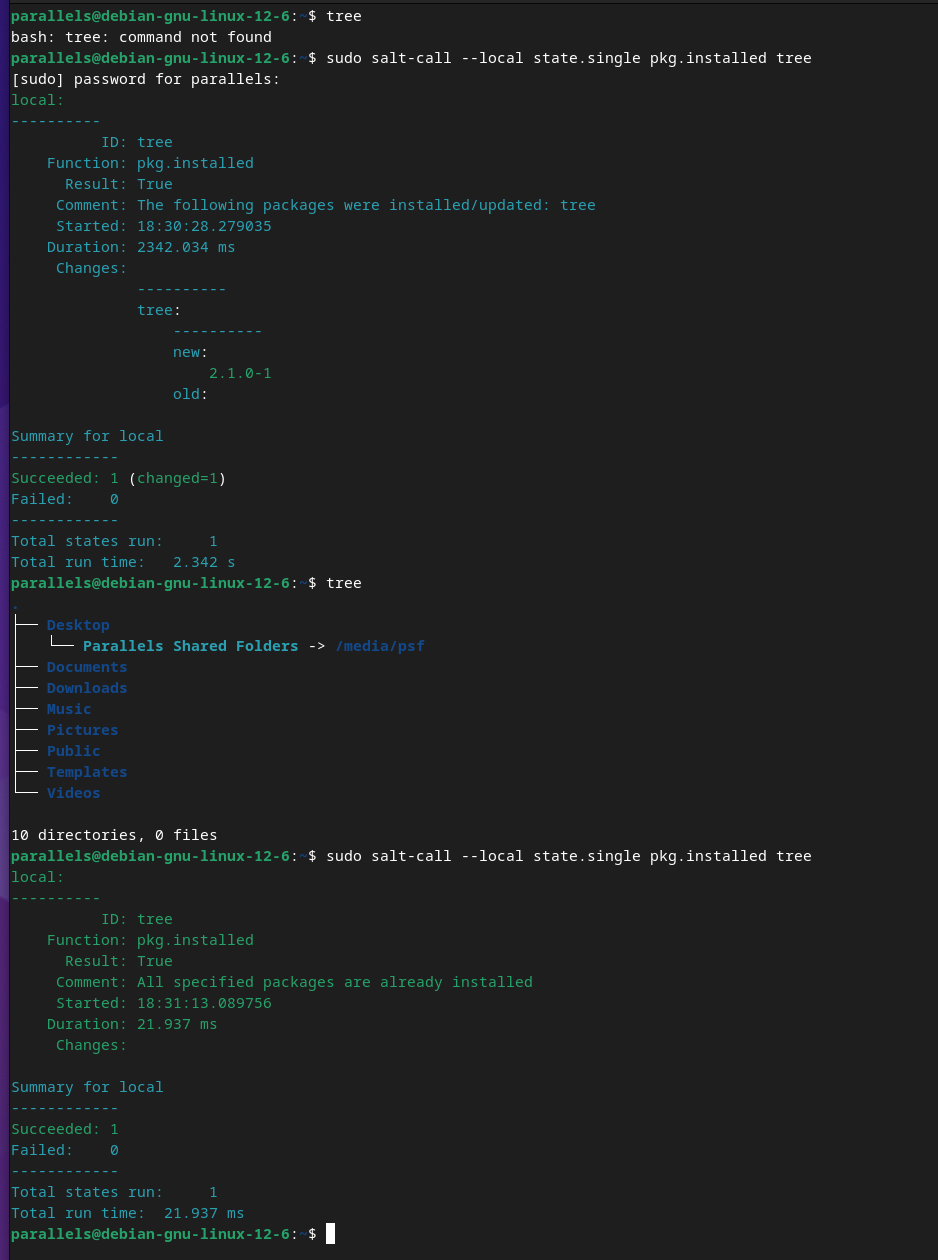 parallels@debian-gnu-linux-12-6:~$ tree
bash: tree: command not found
parallels@debian-gnu-linux-12-6:~$ sudo salt-call --local state.single pkg.installed tree
[sudo] password for parallels:
local:
----------
          ID: tree
    Function: pkg.installed
      Result: True
     Comment: The following packages were installed/updated: tree
     Started: 18:30:28.279035
    Duration: 2342.034 ms
     Changes:
              ----------
              tree:
                  ----------
                  new:
                      2.1.0-1
                  old:

Summary for local
------------
Succeeded: 1 (changed=1)
Failed:    0
------------
Total states run:     1
Total run time:   2.342 s
parallels@debian-gnu-linux-12-6:~$ tree
.
├── Desktop
│   └── Parallels Shared Folders -> /media/psf
├── Documents
├── Downloads
├── Music
├── Pictures
├── Public
├── Templates
└── Videos

10 directories, 0 files
parallels@debian-gnu-linux-12-6:~$ sudo salt-call --local state.single pkg.installed tree
local:
----------
          ID: tree
    Function: pkg.installed
      Result: True
     Comment: All specified packages are already installed
     Started: 18:31:13.089756
    Duration: 21.937 ms
     Changes:

Summary for local
------------
Succeeded: 1
Failed:    0
------------
Total states run:     1
Total run time:  21.937 ms
parallels@debian-gnu-linux-12-6:~$